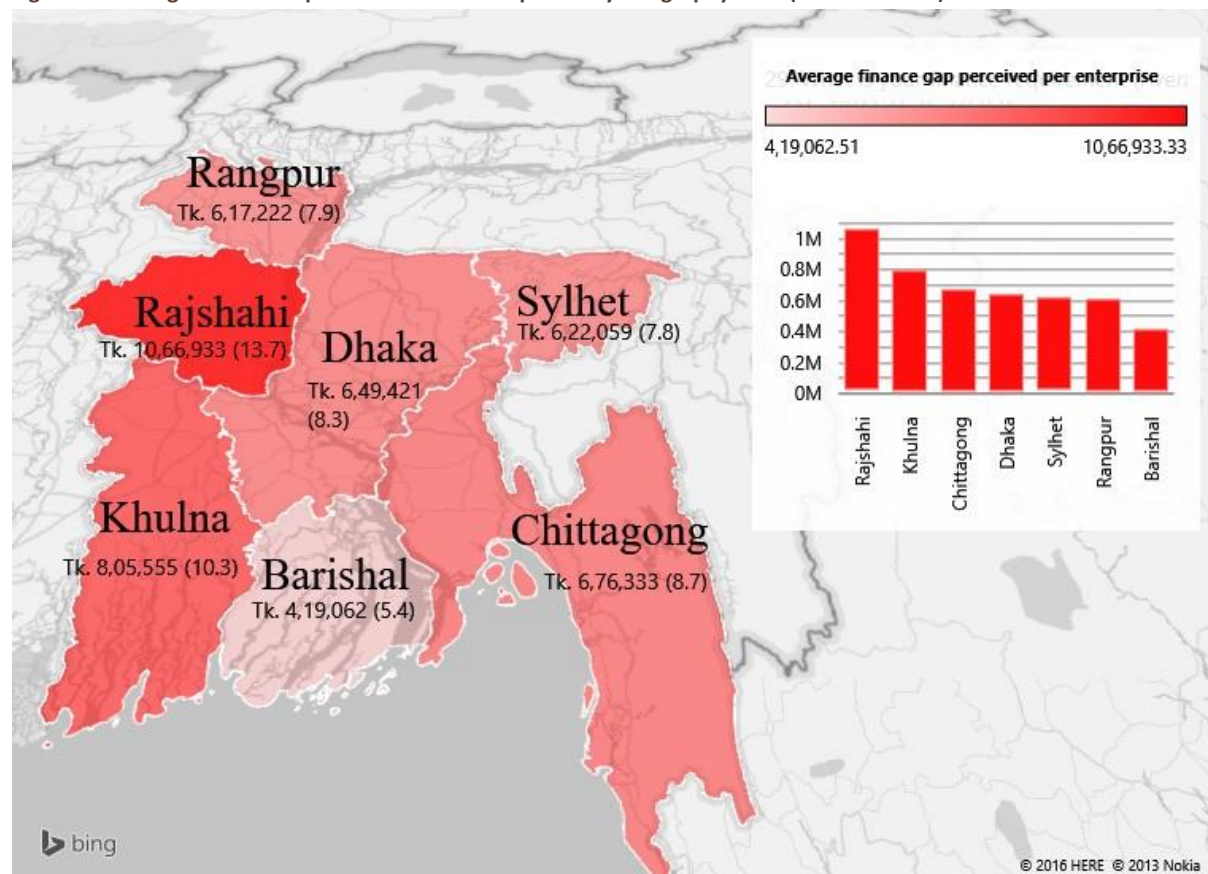 Average finance gap perceived per enterprise
4,19,062.51 10,66,933.33
1M
0.8M
0.6M
0.4M
0.2M
0M
Rajshahi
Khulna
Chittagong
Dhaka
Sylhet
Rangpur
Barishal
Rangpur
Tk. 6,17,222 (7.9)
Rajshahi
Tk. 10,66,933 (13.7)
Sylhet
Tk. 6,22,059 (7.8)
Dhaka
Tk. 6,49,421
(8.3)
Khulna
Tk. 8,05,555 (10.3)
Barishal
Tk. 4,19,062 (5.4)
Chittagong
Tk. 6,76,333 (8.7)
bing
© 2016 HERE © 2013 Nokia